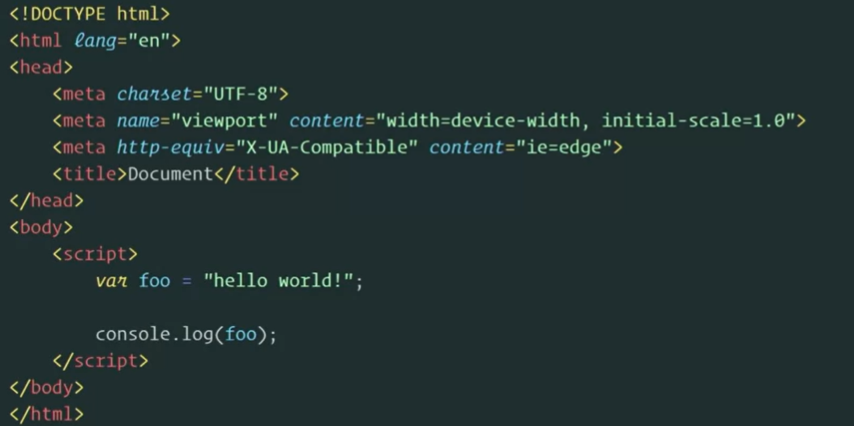 <!DOCTYPE html>
<html lang="en">
<head>
    <meta charset="UTF-8">
    <meta name="viewport" content="width=device-width, initial-scale=1.0">
    <meta http-equiv="X-UA-Compatible" content="ie=edge">
    <title>Document</title>
</head>
<body>
    <script>
        var foo = "hello world!";

        console.log(foo);
    </script>
</body>
</html>